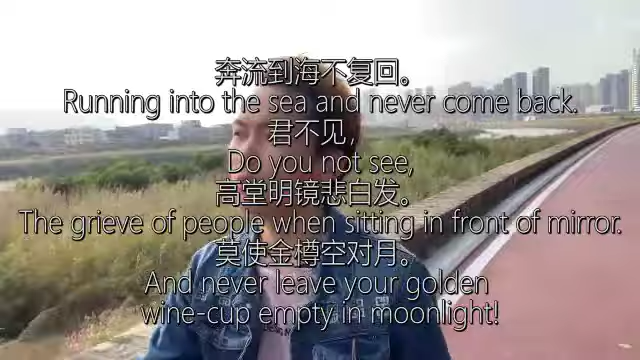 奔流到海不复回。
Running into the sea and never come back.
君不见，
Do you not see,
高堂明镜悲白发。
The grieve of people when sitting in front of mirror.
莫使金樽空对月。
And never leave your golden
wine-cup empty in moonlight!